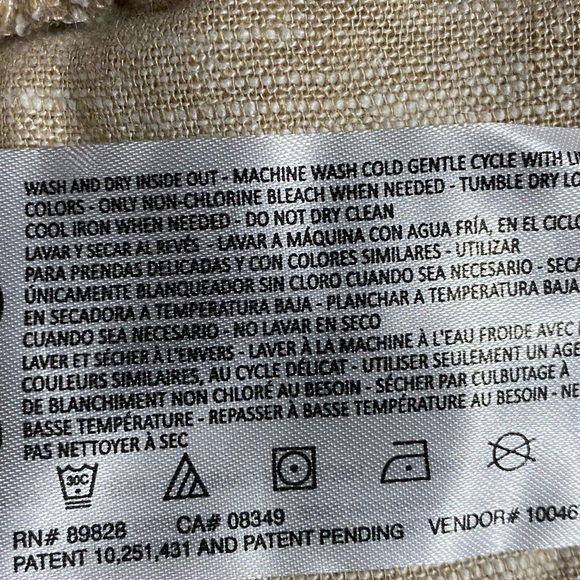 WASH AND DRY INSIDE OUT - MACHINE WASH COLD GENTLE CYCLE WITH
COLORS - ONLY NON-CHLORINE BLEACH WHEN NEEDED - TUMBLE DRY
COOL IRON WHEN NEEDED - DO NOT DRY CLEAN
LAVAR Y SECAR AL REVÉS - LAVAR A MÁQUINA CON AGUA FRÍA, EN EL CICLO
PARA PRENDAS DELICADAS Y CON COLORES SIMILARES - UTILIZAR
ÚNICAMENTE BLANQUEADOR SIN CLORO CUANDO SEA NECESARIO -
EN SECADORA A TEMPERATURA BAJA - PLANCHAR A TEMPERATURA BAJA
CUANDO SEA NECESARIO - NO LAVAR EN SECO
LAVER ET SÉCHER À L'ENVERS - LAVER À LA MACHINE À L'EAU FROIDE AVEC
COULEURS SIMILAIRES, AU CYCLE DÉLICAT - UTILISER SEULEMENT UN
DE BLANCHIMENT NON CHLORÉ AU BESOIN - SÉCHER PAR CULBUTAGE À
BASSE TEMPÉRATURE - REPASSER À BASSE TEMPÉRATURE AU BESOIN - NE
PAS NETTOYER À SEC
30C
RN# 89828 CA# 08349 VENDOR# 10046
PATENT 10,251,431 AND PATENT PENDING